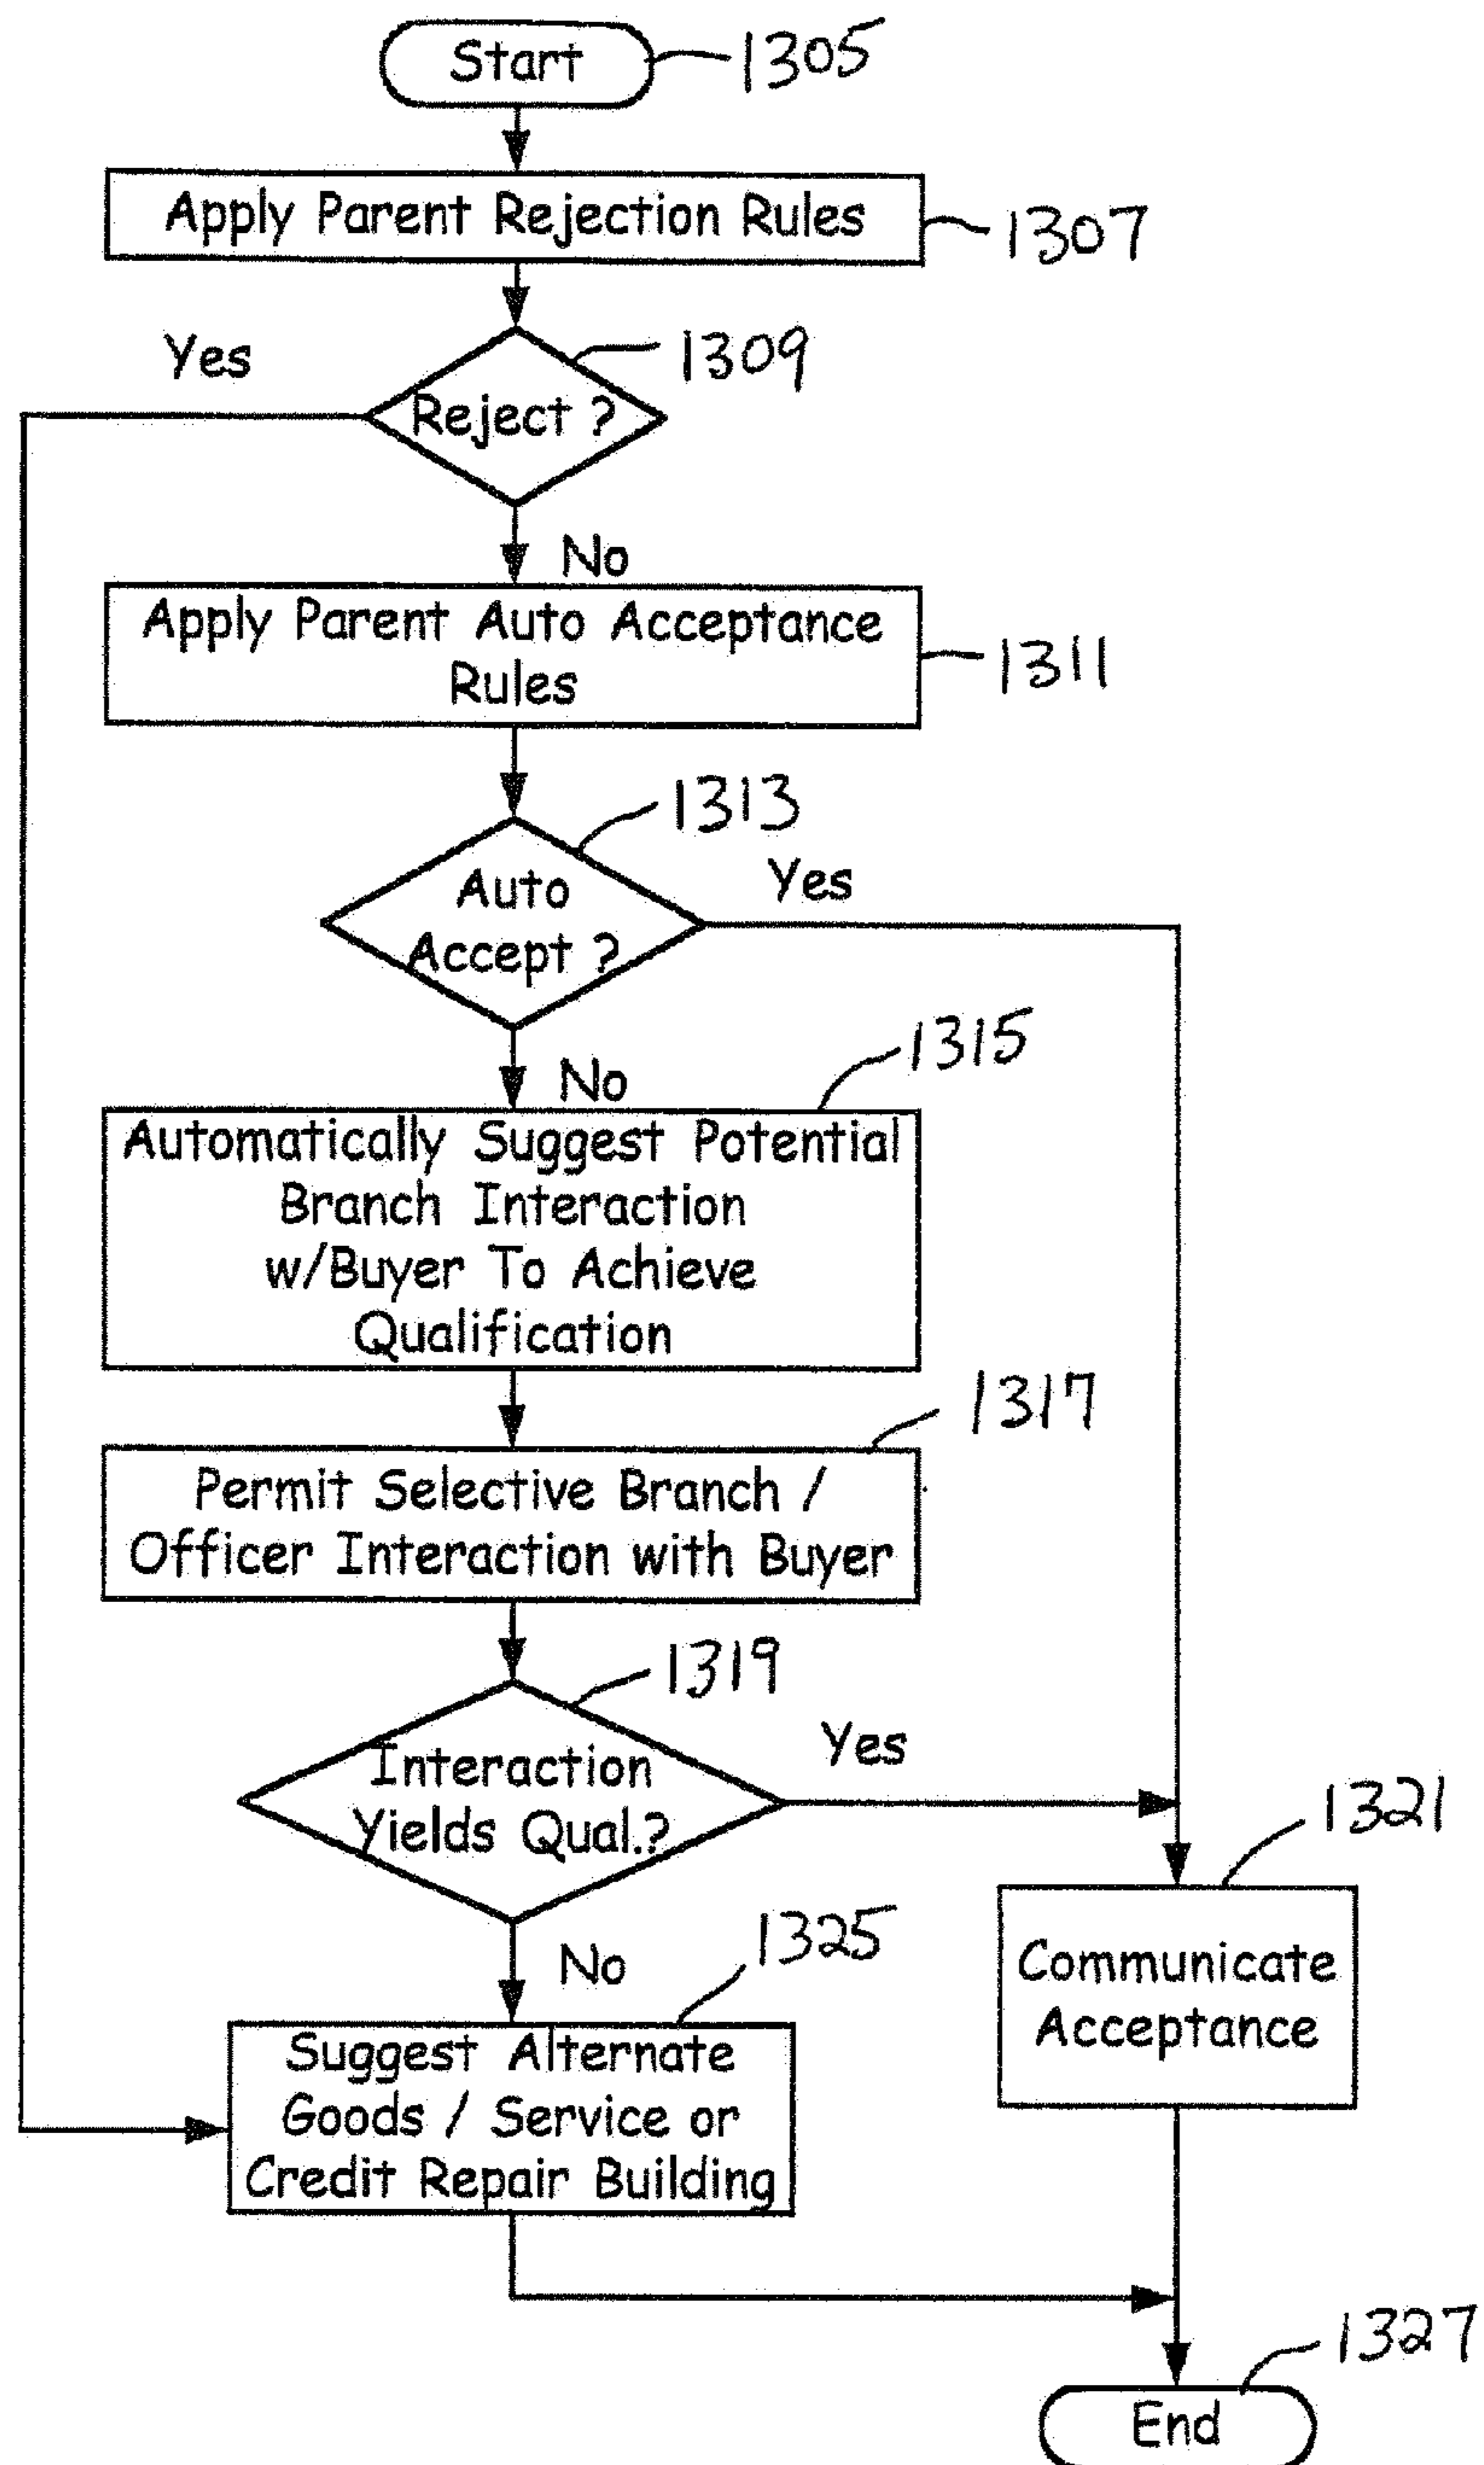 Start
1305
Apply Parent Rejection Rules
1307
Yes
1309
Reject ?
No
Apply Parent Auto Acceptance
Rules
1311
1313
Auto
Accept ?
Yes
No
1315
Automatically Suggest Potential
Branch Interaction
w/Buyer To Achieve
Qualification
1317
Permit Selective Branch /
Officer Interaction with Buyer
1319
Interaction
Yields Qual.?
Yes
1321
Communicate
Acceptance
No
1325
Suggest Alternate
Goods / Service or
Credit Repair Building
1327
End